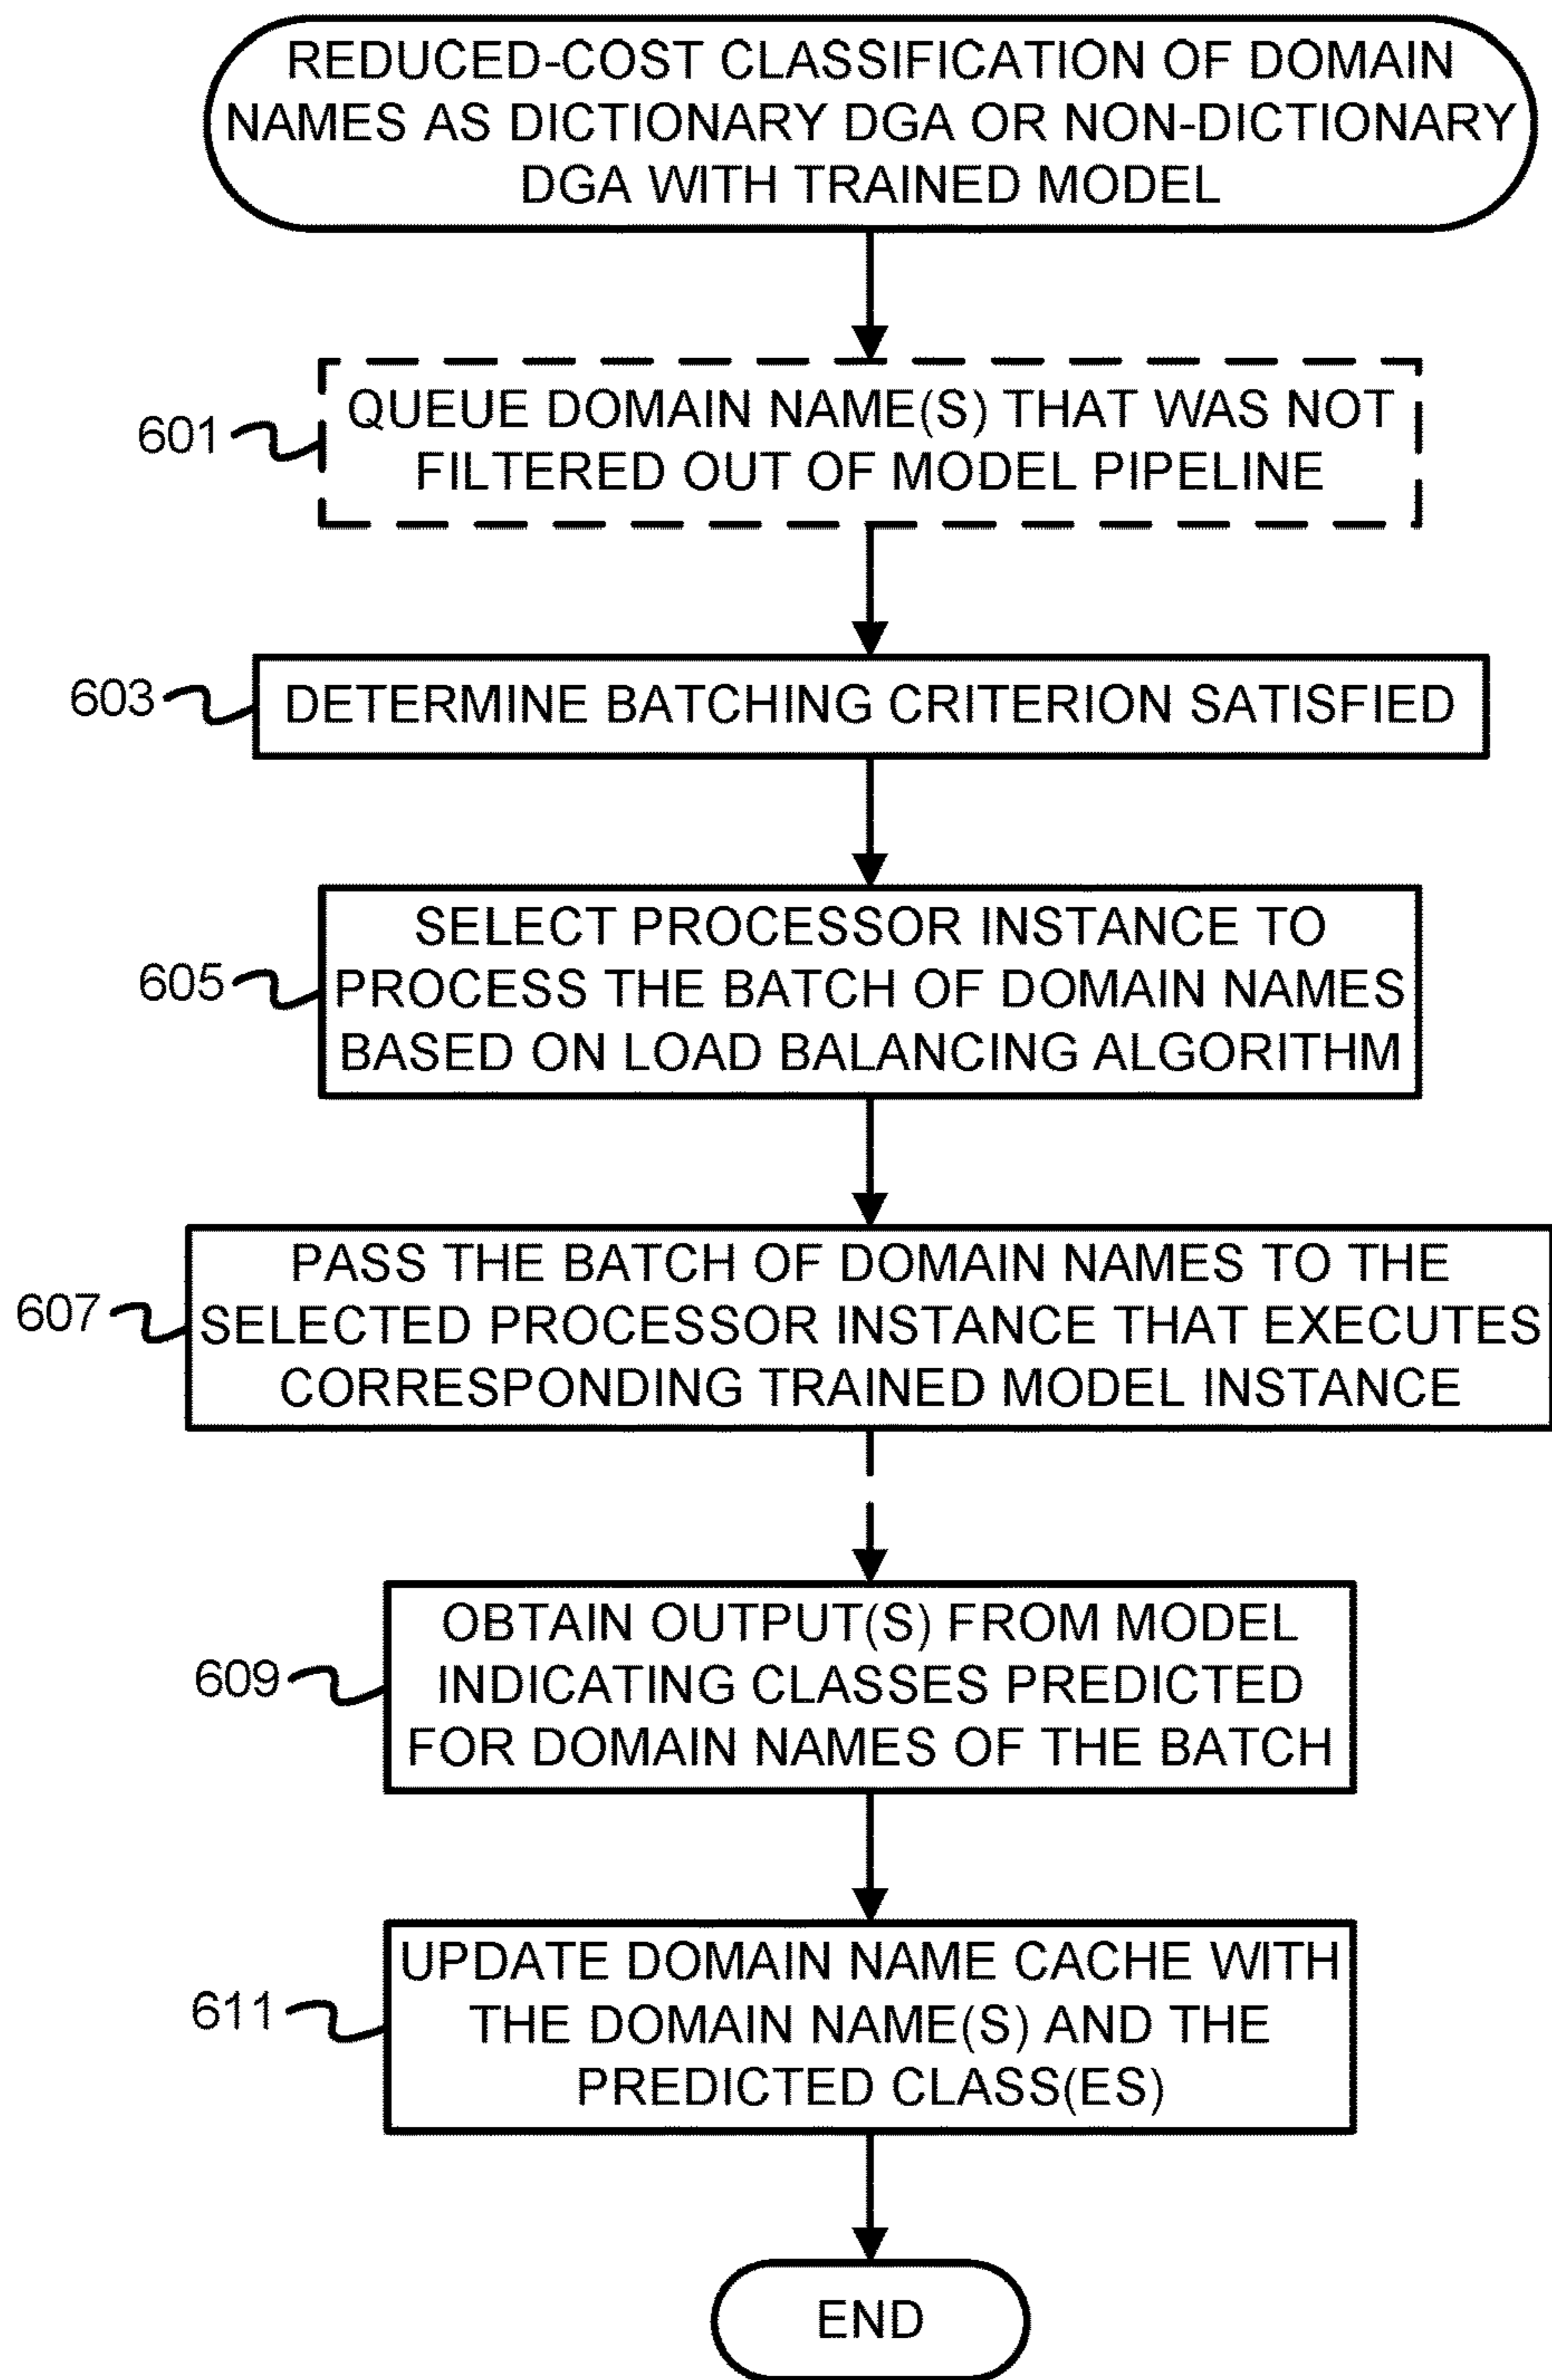 REDUCED-COST CLASSIFICATION OF DOMAIN
NAMES AS DICTIONARY DGA OR NON-DICTIONARY
DGA WITH TRAINED MODEL
601
QUEUE DOMAIN NAME(S) THAT WAS NOT
FILTERED OUT OF MODEL PIPELINE
603
DETERMINE BATCHING CRITERION SATISFIED
605
SELECT PROCESSOR INSTANCE TO
PROCESS THE BATCH OF DOMAIN NAMES
BASED ON LOAD BALANCING ALGORITHM
607
PASS THE BATCH OF DOMAIN NAMES TO THE
SELECTED PROCESSOR INSTANCE THAT EXECUTES
CORRESPONDING TRAINED MODEL INSTANCE
609
OBTAIN OUTPUT(S) FROM MODEL
INDICATING CLASSES PREDICTED
FOR DOMAIN NAMES OF THE BATCH
611
UPDATE DOMAIN NAME CACHE WITH
THE DOMAIN NAME(S) AND THE
PREDICTED CLASS(ES)
END